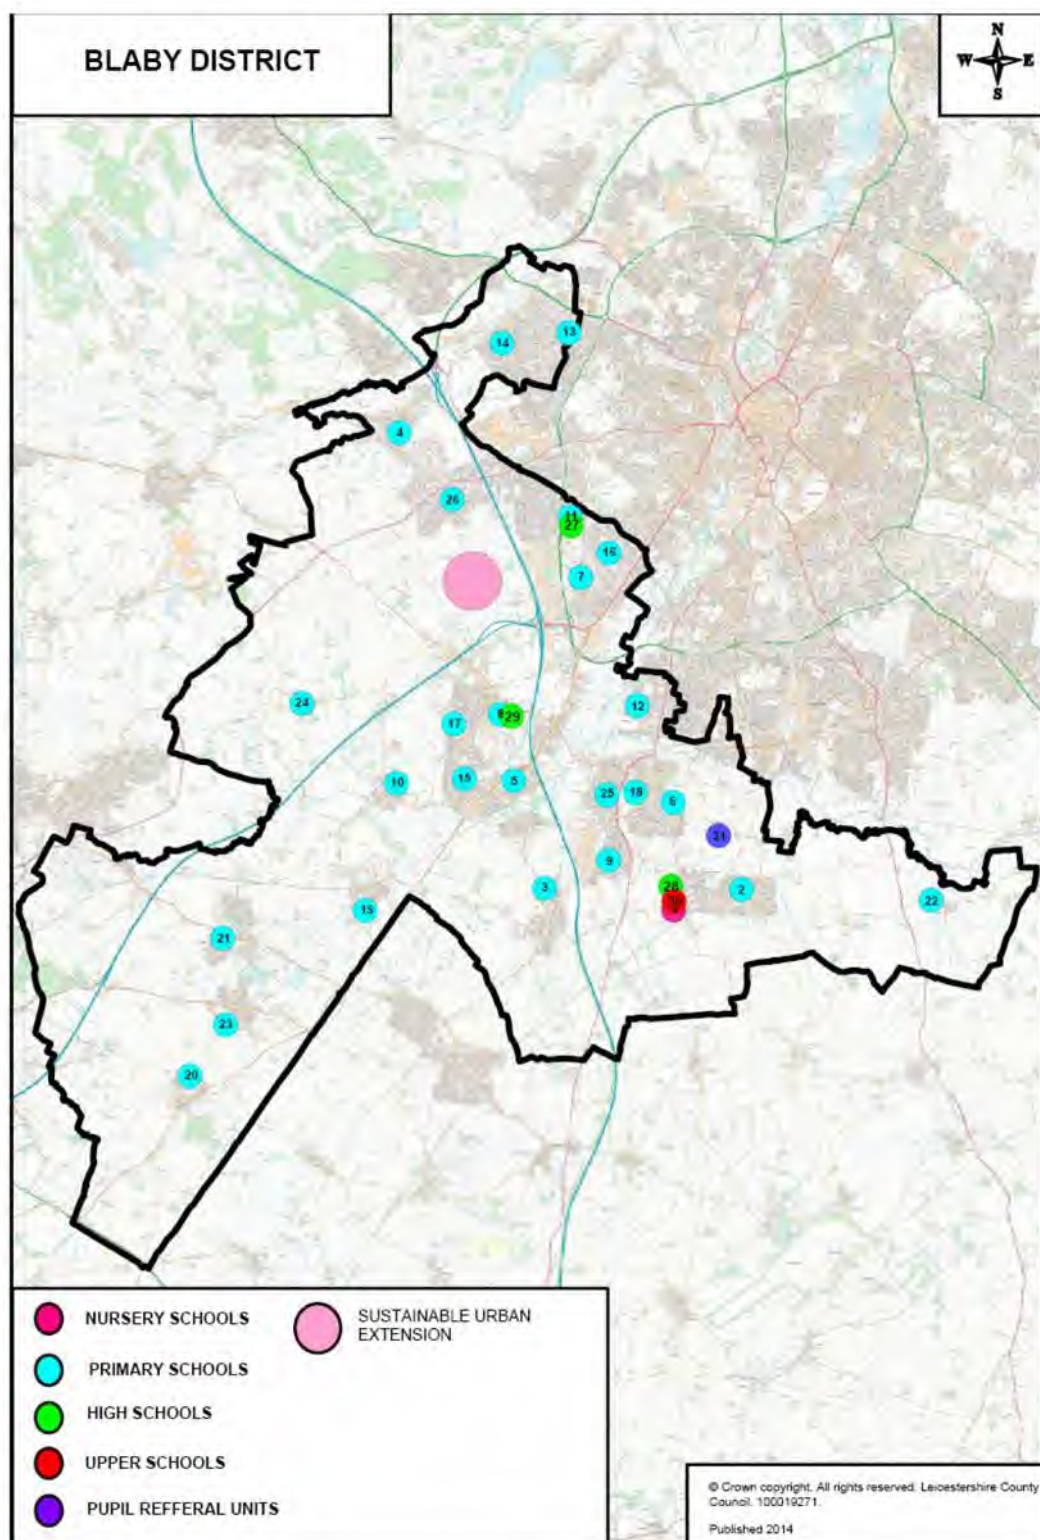 BLABY DISTRICT
N
W E
S
13
14
4
26
11
27
16
7
24
12
8 29
17
15
5
10
25 18
6
31
9
28
3
2
22
15
21
23
20
NURSERY SCHOOLS
PRIMARY SCHOOLS
HIGH SCHOOLS
UPPER SCHOOLS
PUPIL REFFERAL UNITS
SUSTAINABLE URBAN
EXTENSION
© Crown copyright. All rights reserved. Leicestershire County
Council. 100019271.
Published 2014